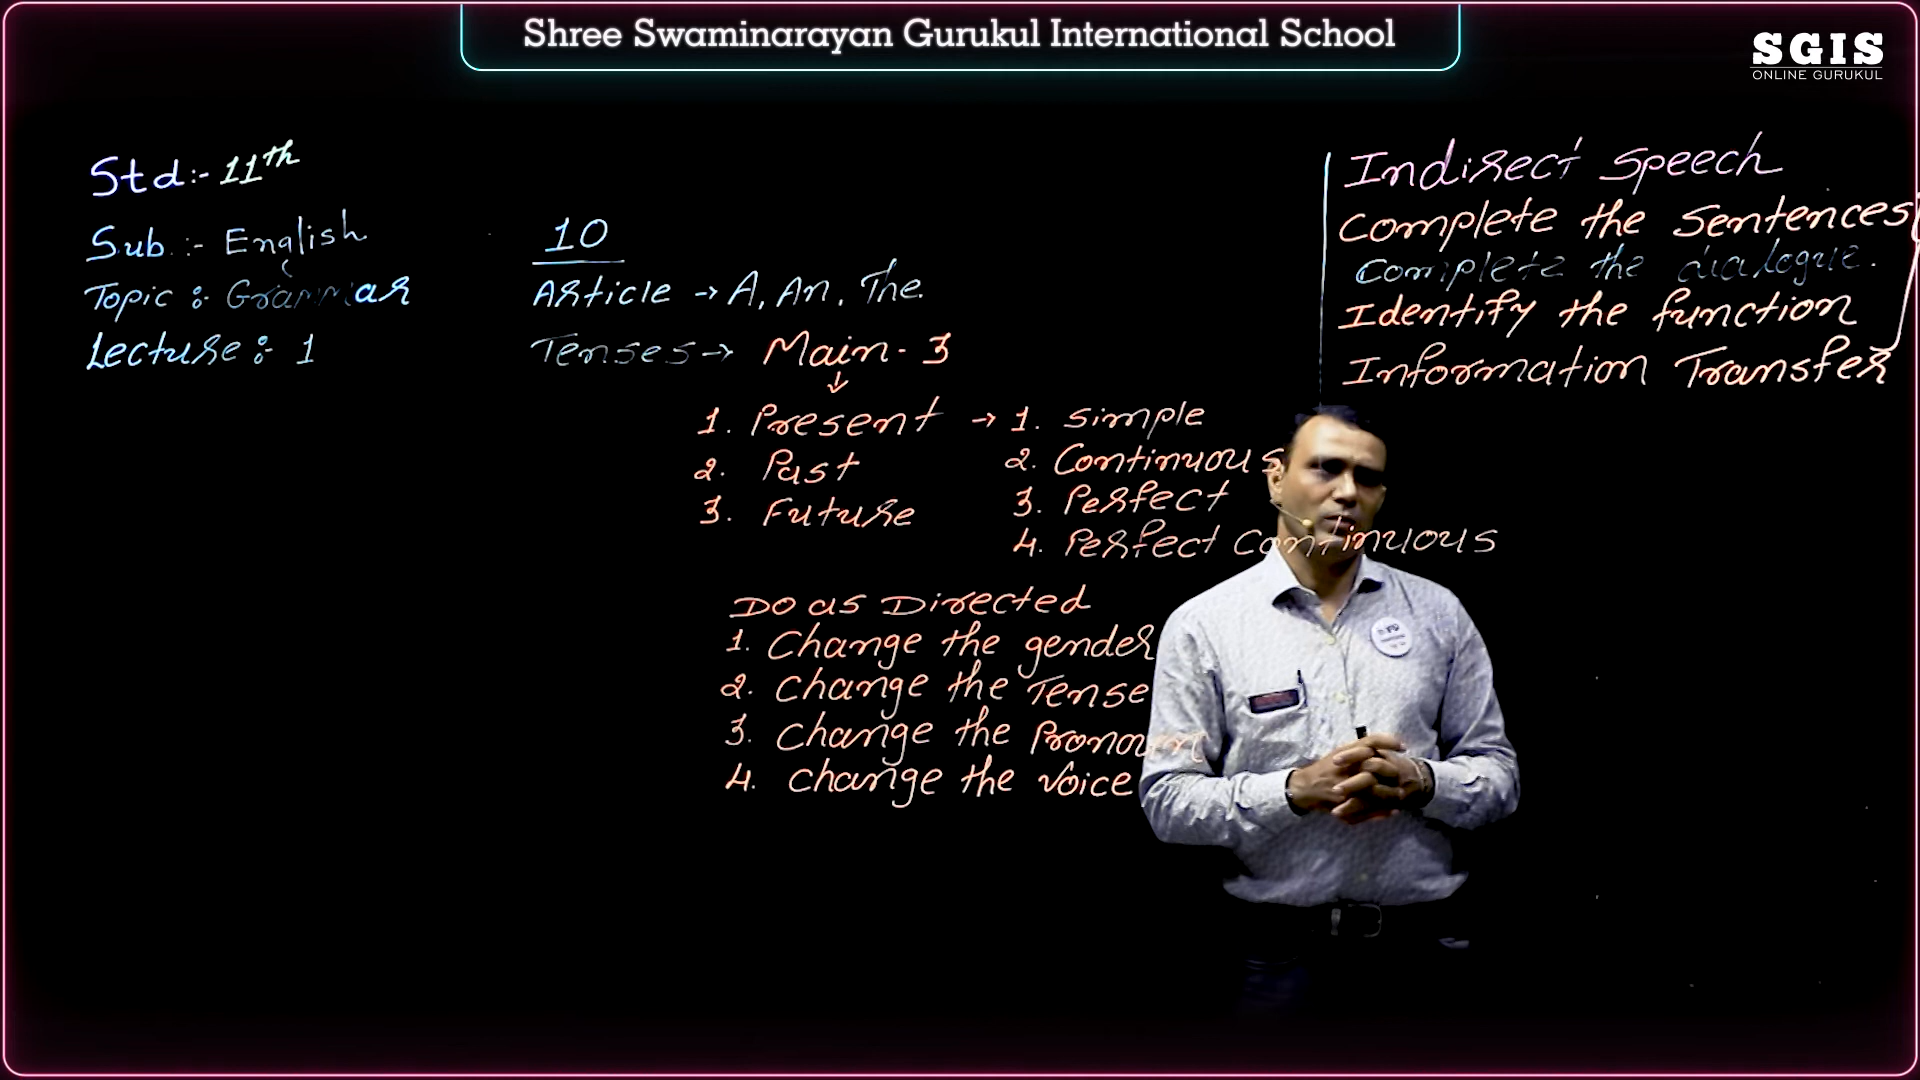 Shree Swaminarayan Gurukul International School
SGIS
ONLINE GURUKUL
Std:- 11th
Sub.:- English
Topic :- Grammar
Lecture :- 1
10
Article → A, An, The.
Tenses → Main - 3
1. Present → 1. Simple
2. Past
3. Future
2. Continuous
3. Perfect
4. Perfect Continuous
Do as Directed
1. Change the gender
2. Change the Tense
3. Change the Pronoun
4. Change the Voice
Indirect Speech
Complete the Sentences
Complete the dialogue.
Identify the function
Information Transfer